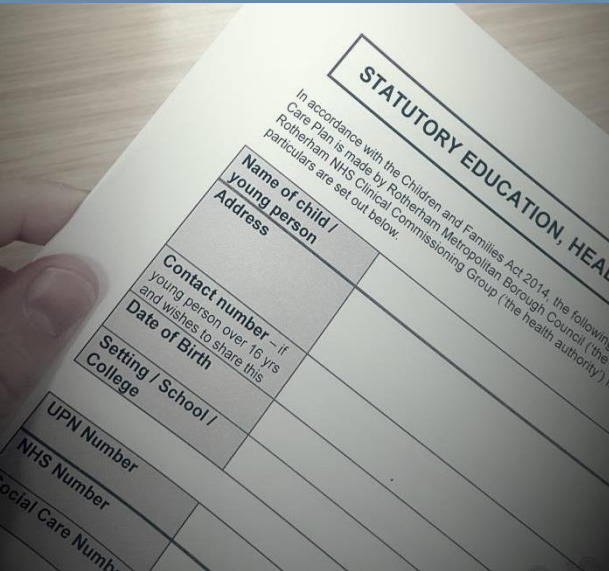 STATUTORY EDUCATION, HEAL
In accordance with the Children and Families Act 2014, the following
Care Plan is made by Rotherham Metropolitan Borough Council ('the
Rotherham NHS Clinical Commissioning Group ('the health authority')
particulars are set out below.
Name of child /
young person
Address
Contact number – if
young person over 16 yrs
and wishes to share this
Date of Birth
Setting / School /
College
UPN Number
NHS Number
Social Care Numb